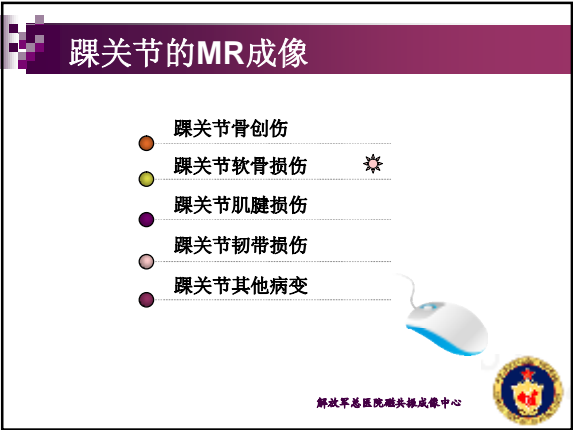 踝关节的MR成像
踝关节骨创伤
踝关节软骨损伤
踝关节肌腱损伤
踝关节韧带损伤
踝关节其他病变
解放军总医院磁共振成像中心